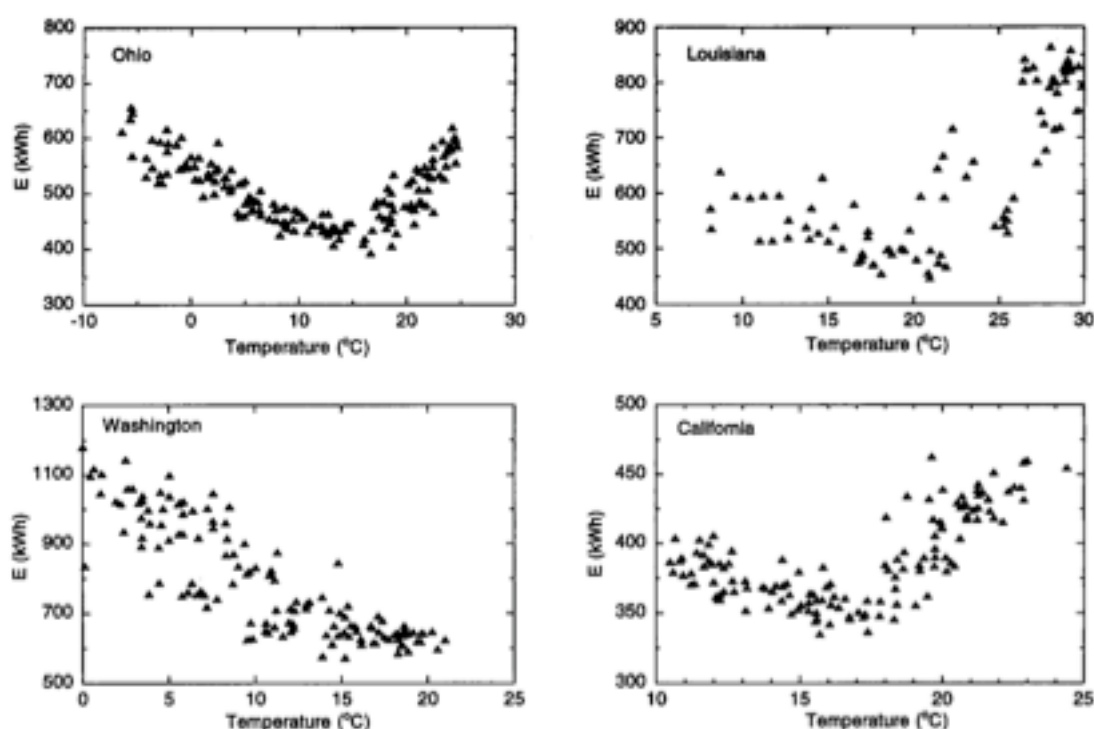 800
700
600
500
400
300
E (kWh)
Ohio
-10 0 10 20 30
Temperature (°C)
900
800
700
600
500
400
E (kWh)
Louisiana
5 10 15 20 25 30
Temperature (°C)
1300
1100
900
700
500
E (kWh)
Washington
0 5 10 15 20 25
Temperature (°C)
500
450
400
350
300
E (kWh)
California
10 15 20 25
Temperature (°C)